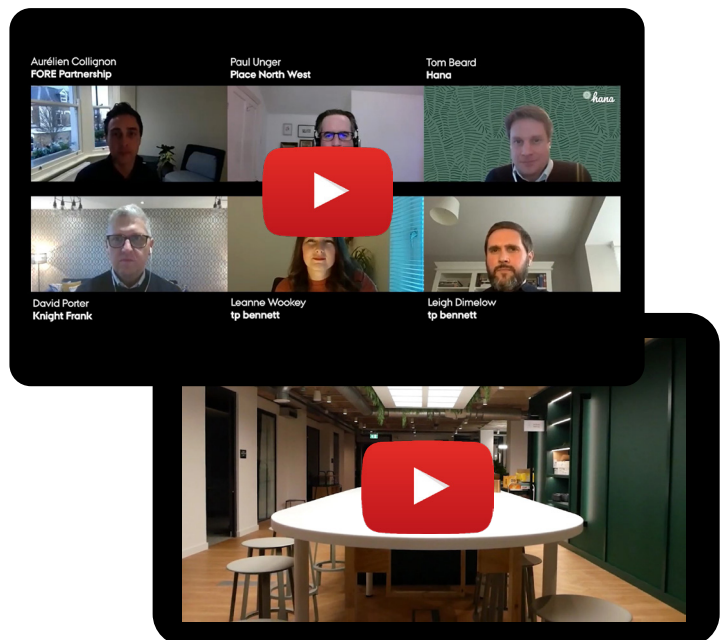 Aurélien Collignon
FORE Partnership
Paul Unger
Place North West
Tom Beard
Hana
hana
David Porter
Knight Frank
Leanne Wookey
tp bennett
Leigh Dimelow
tp bennett